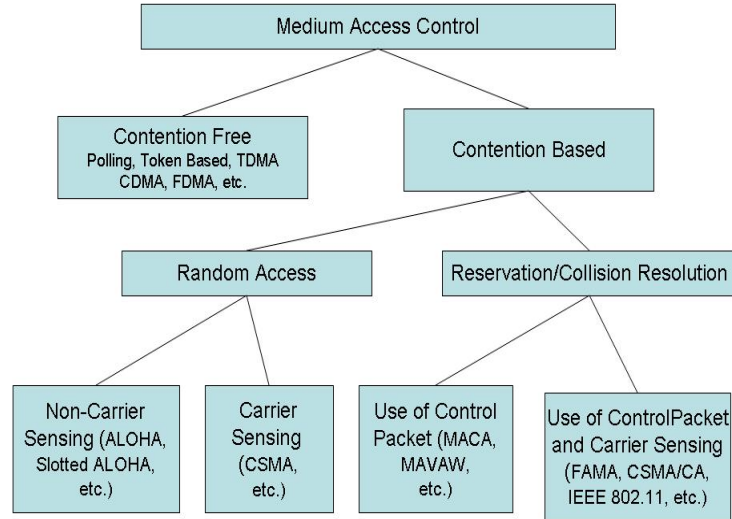 Medium Access Control
Contention Free
Polling, Token Based, TDMA
CDMA, FDMA, etc.
Contention Based
Random Access
Reservation/Collision Resolution
Non-Carrier
Sensing (ALOHA,
Slotted ALOHA,
etc.)
Carrier
Sensing
(CSMA,
etc.)
Use of Control
Packet (MACA,
MAVAW,
etc.)
Use of ControlPacket
and Carrier Sensing
(FAMA, CSMA/CA,
IEEE 802.11, etc.)